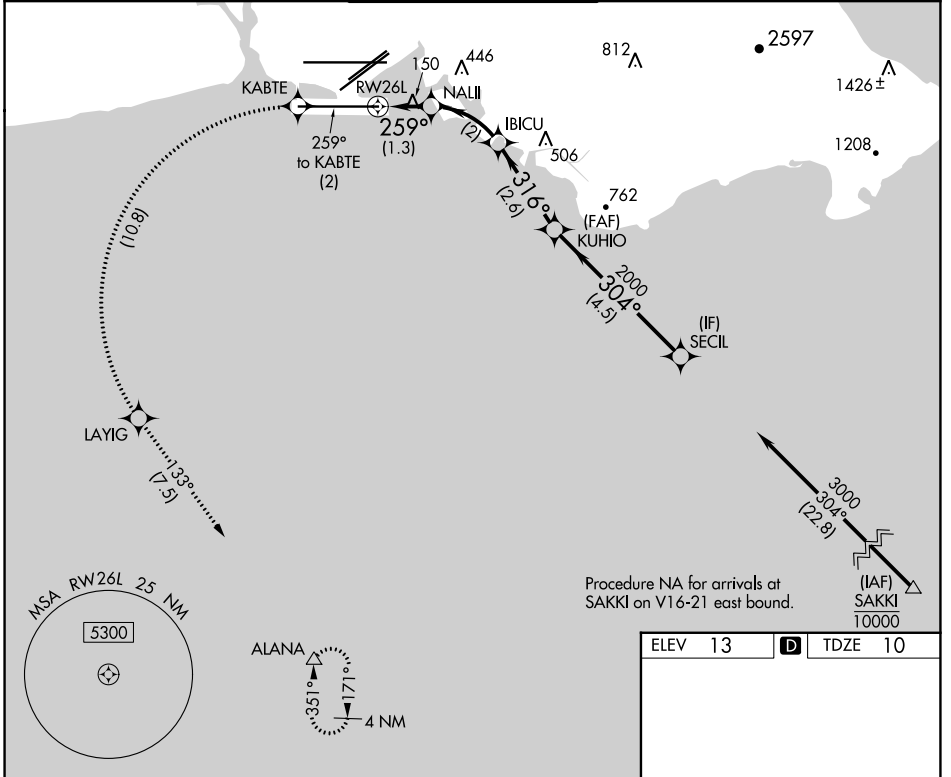 2597
812
446
1426±
150
KABTE
RW26L
NALII
259°
(1.3)
259°
to KABTE
(2)
(2)
IBICU
506
1208
316°
(2.6)
762
(FAF)
KUHIO
(10.8)
2000
304°
(4.5)
(IF)
SECIL
LAYIG
133°
(7.5)
3000
304°
(22.8)
(IAF)
SAKKI
10000
Procedure NA for arrivals at
SAKKI on V16-21 east bound.
MSA RW26L 25 NM
5300
ALANA
351°
171°
4 NM
ELEV 13 D TDZE 10